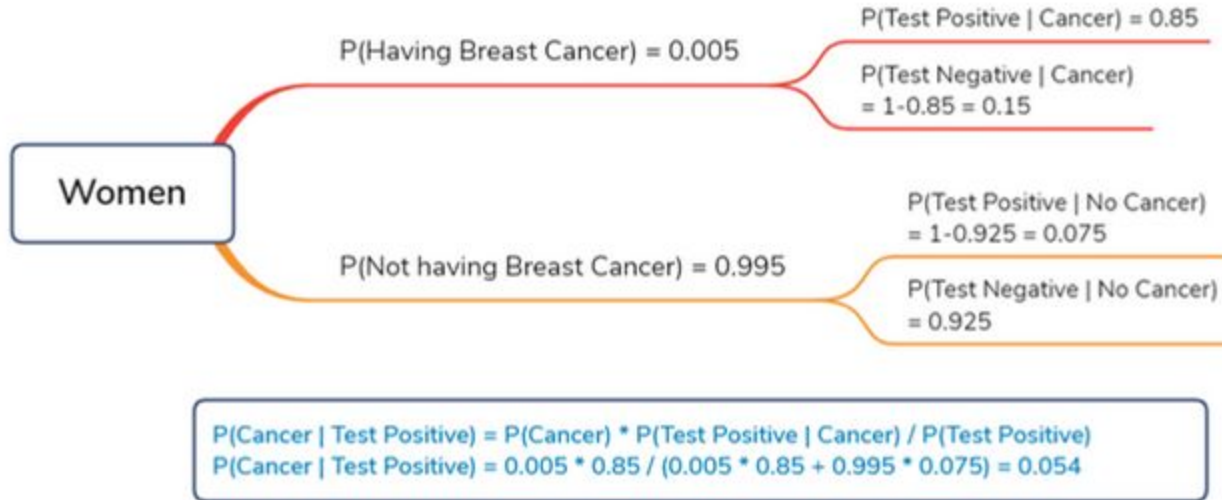 P(Test Positive | Cancer) = 0.85
P(Having Breast Cancer) = 0.005
P(Test Negative | Cancer)
= 1-0.85 = 0.15
Women
P(Test Positive | No Cancer)
= 1-0.925 = 0.075
P(Not having Breast Cancer) = 0.995
P(Test Negative | No Cancer)
= 0.925
P(Cancer | Test Positive) = P(Cancer) * P(Test Positive | Cancer) / P(Test Positive)
P(Cancer | Test Positive) = 0.005 * 0.85 / (0.005 * 0.85 + 0.995 * 0.075) = 0.054